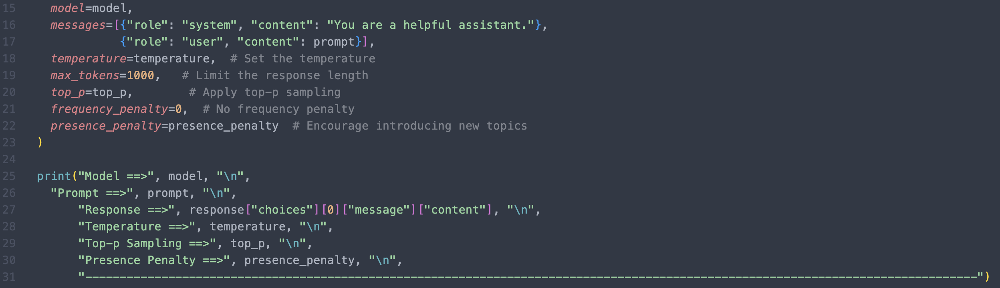 15 model=model,
16 messages=[{"role": "system", "content": "You are a helpful assistant."},
17 {"role": "user", "content": prompt}],
18 temperature=temperature, # Set the temperature
19 max_tokens=1000, # Limit the response length
20 top_p=top_p, # Apply top-p sampling
21 frequency_penalty=0, # No frequency penalty
22 presence_penalty=presence_penalty # Encourage introducing new topics
23 )
24
25 print("Model ==>", model, "\n",
26 "Prompt ==>", prompt, "\n",
27 "Response ==>", response["choices"][0]["message"]["content"], "\n",
28 "Temperature ==>", temperature, "\n",
29 "Top-p Sampling ==>", top_p, "\n",
30 "Presence Penalty ==>", presence_penalty, "\n",
31 "---------------------------------------------------------------------------------------------------------------------------------")